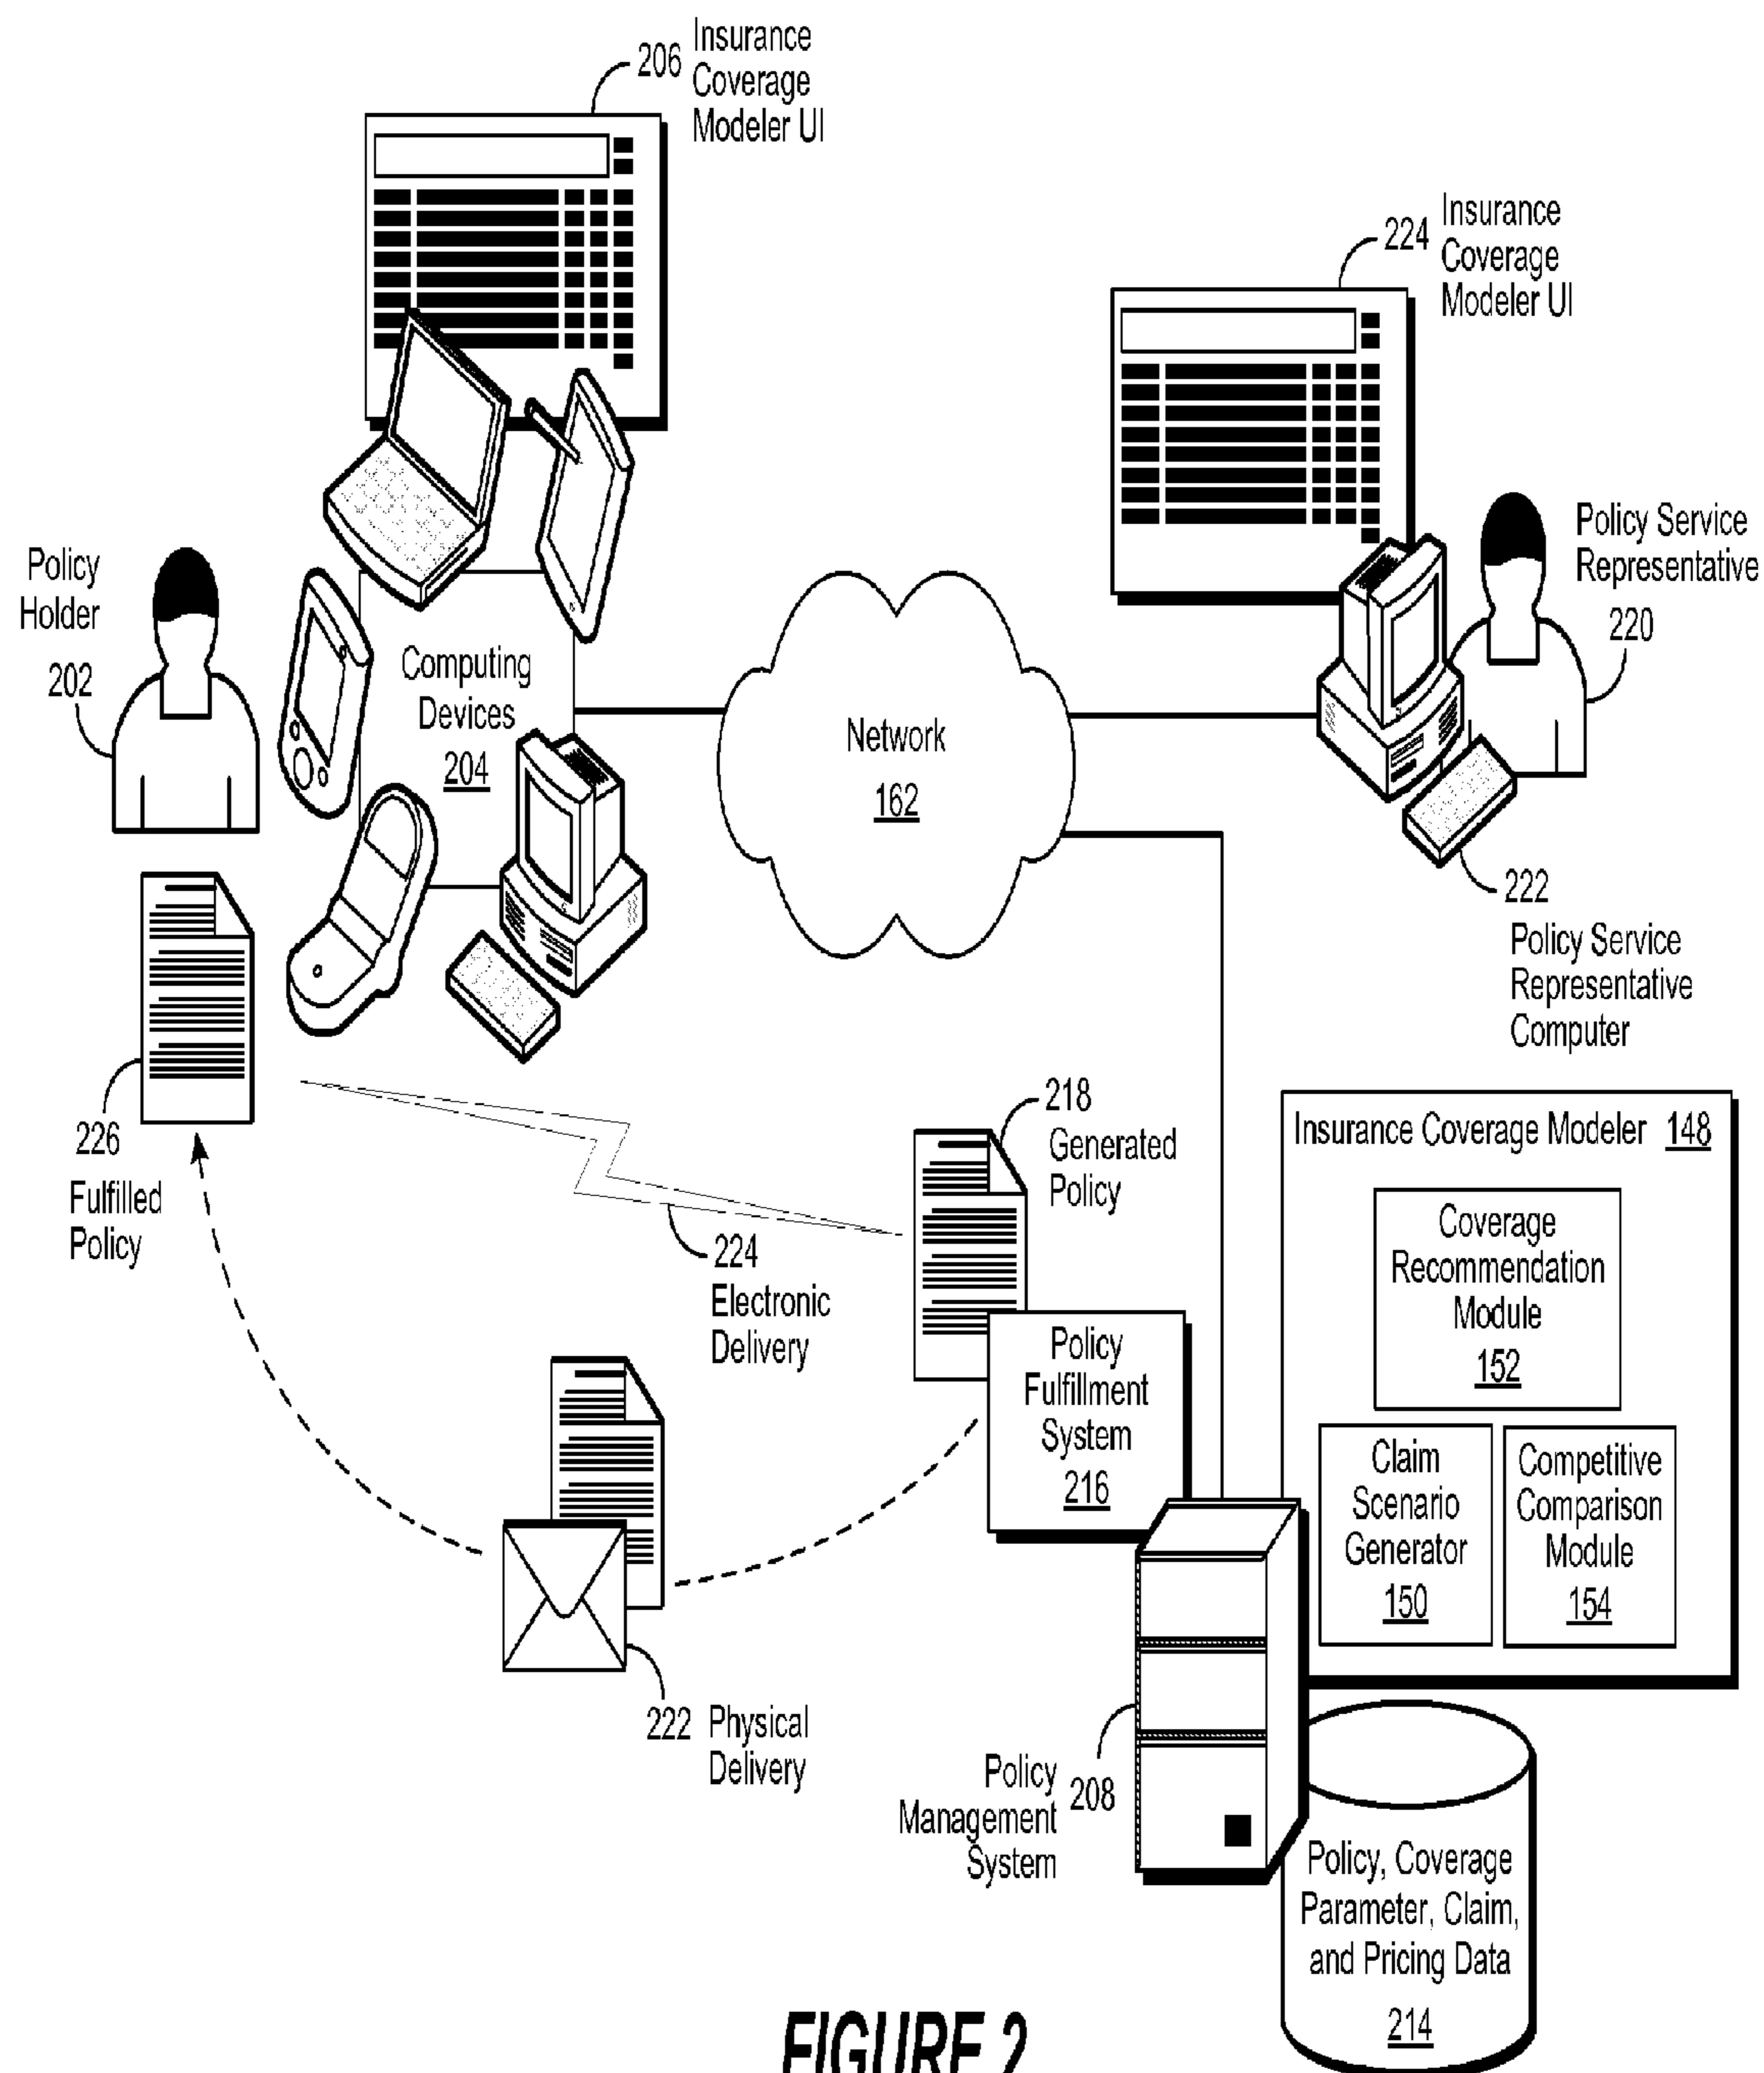 206
Insurance
Coverage
Modeler UI
224
Insurance
Coverage
Modeler UI
Policy
Holder
202
Policy Service
Representative
220
Computing
Devices
204
Network
162
222
Policy Service
Representative
Computer
226
Fulfilled
Policy
218
Generated
Policy
224
Electronic
Delivery
Policy
Fulfillment
System
216
Insurance Coverage Modeler 148
Coverage
Recommendation
Module
152
Claim
Scenario
Generator
150
Competitive
Comparison
Module
154
222 Physical
Delivery
Policy
Management
System
208
Policy, Coverage
Parameter, Claim,
and Pricing Data
214
FIGURE 2